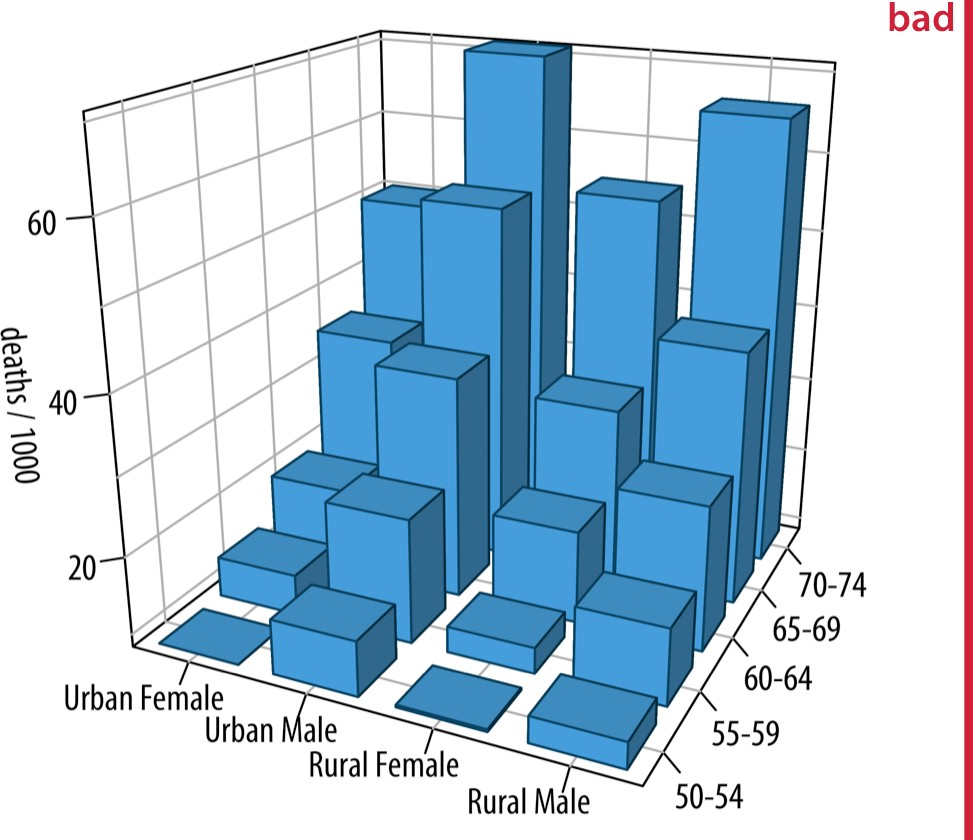 bad
60
40
20
deaths / 1000
Urban Female
Urban Male
Rural Female
Rural Male
70-74
65-69
60-64
55-59
50-54